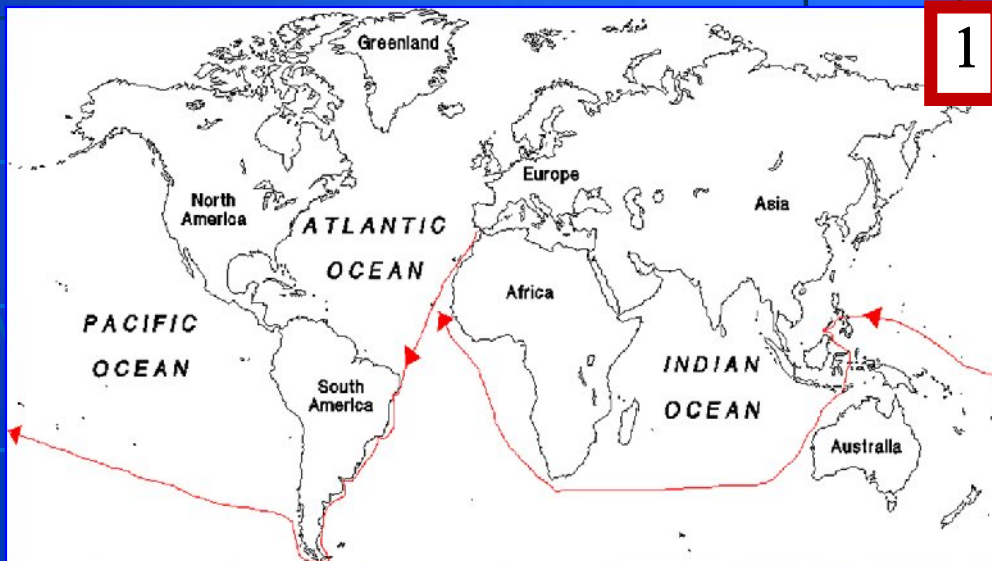 1
Greenland
Europe
Asia
North
America
ATLANTIC
OCEAN
Africa
PACIFIC
OCEAN
INDIAN
OCEAN
South
America
Australia